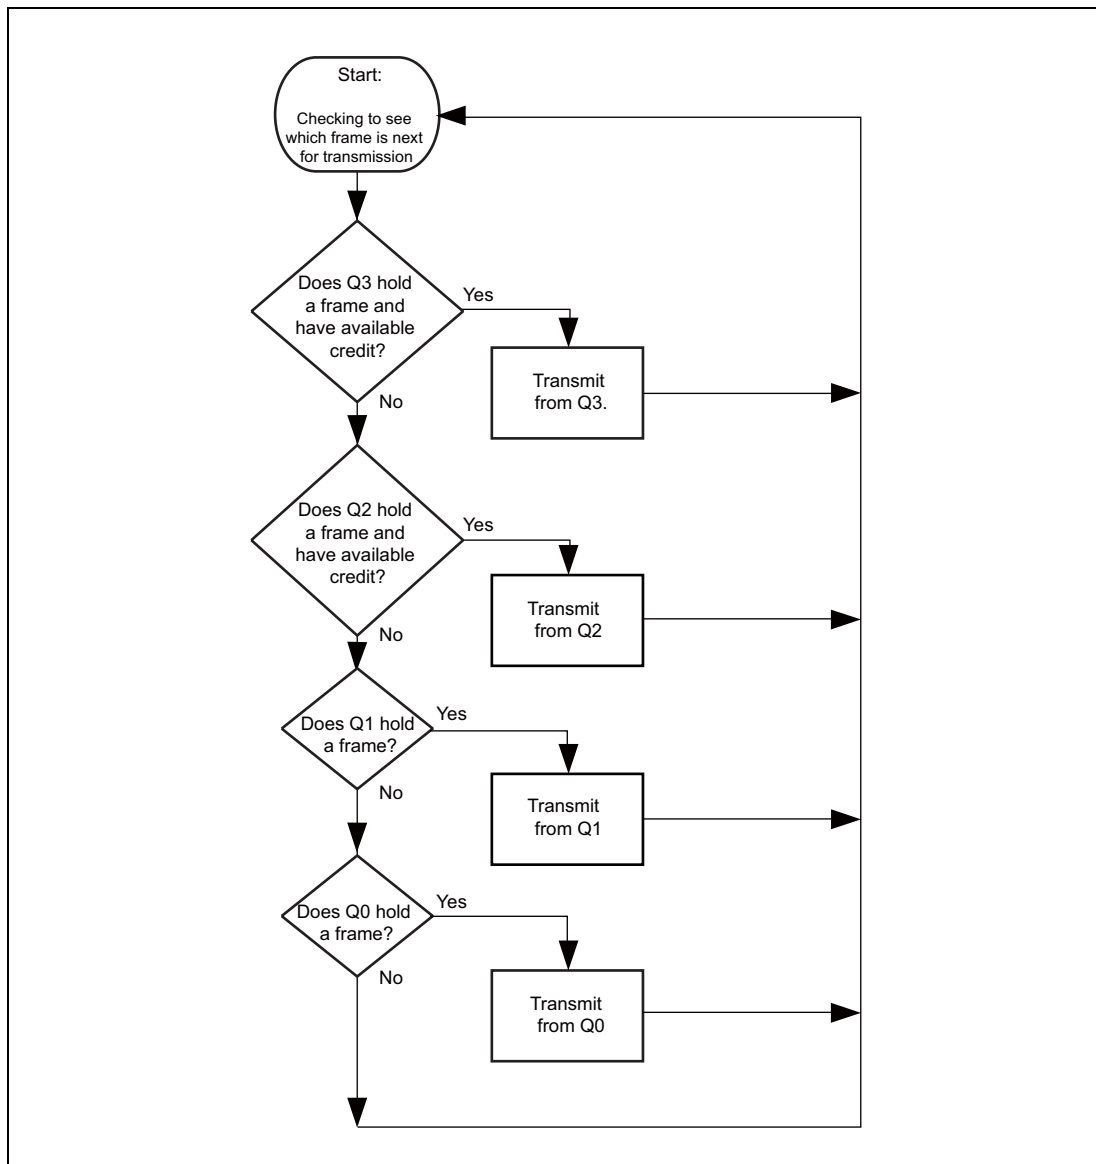 Start:
Checking to see
which frame is next
for transmission
Does Q3 hold
a frame and
have available
credit?
Yes
Transmit
from Q3.
No
Does Q2 hold
a frame and
have available
credit?
Yes
Transmit
from Q2
No
Does Q1 hold
a frame?
Yes
Transmit
from Q1
No
Does Q0 hold
a frame?
Yes
Transmit
from Q0
No